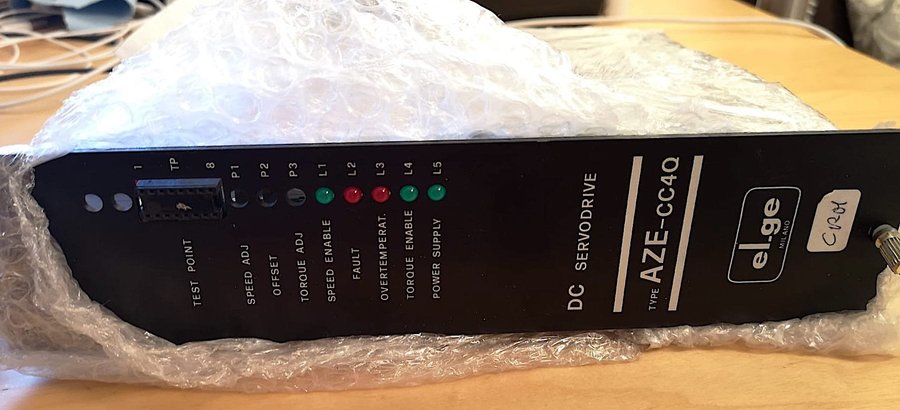 1 TP 8
TEST POINT
P1 SPEED ADJ
P2 OFFSET
P3 TORQUE ADJ
L1 SPEED ENABLE
L2 FAULT
L3 OVERTEMPERAT.
L4 TORQUE ENABLE
L5 POWER SUPPLY
DC SERVODRIVE
TYPE AZE-CC4Q
el.ge
MILANO